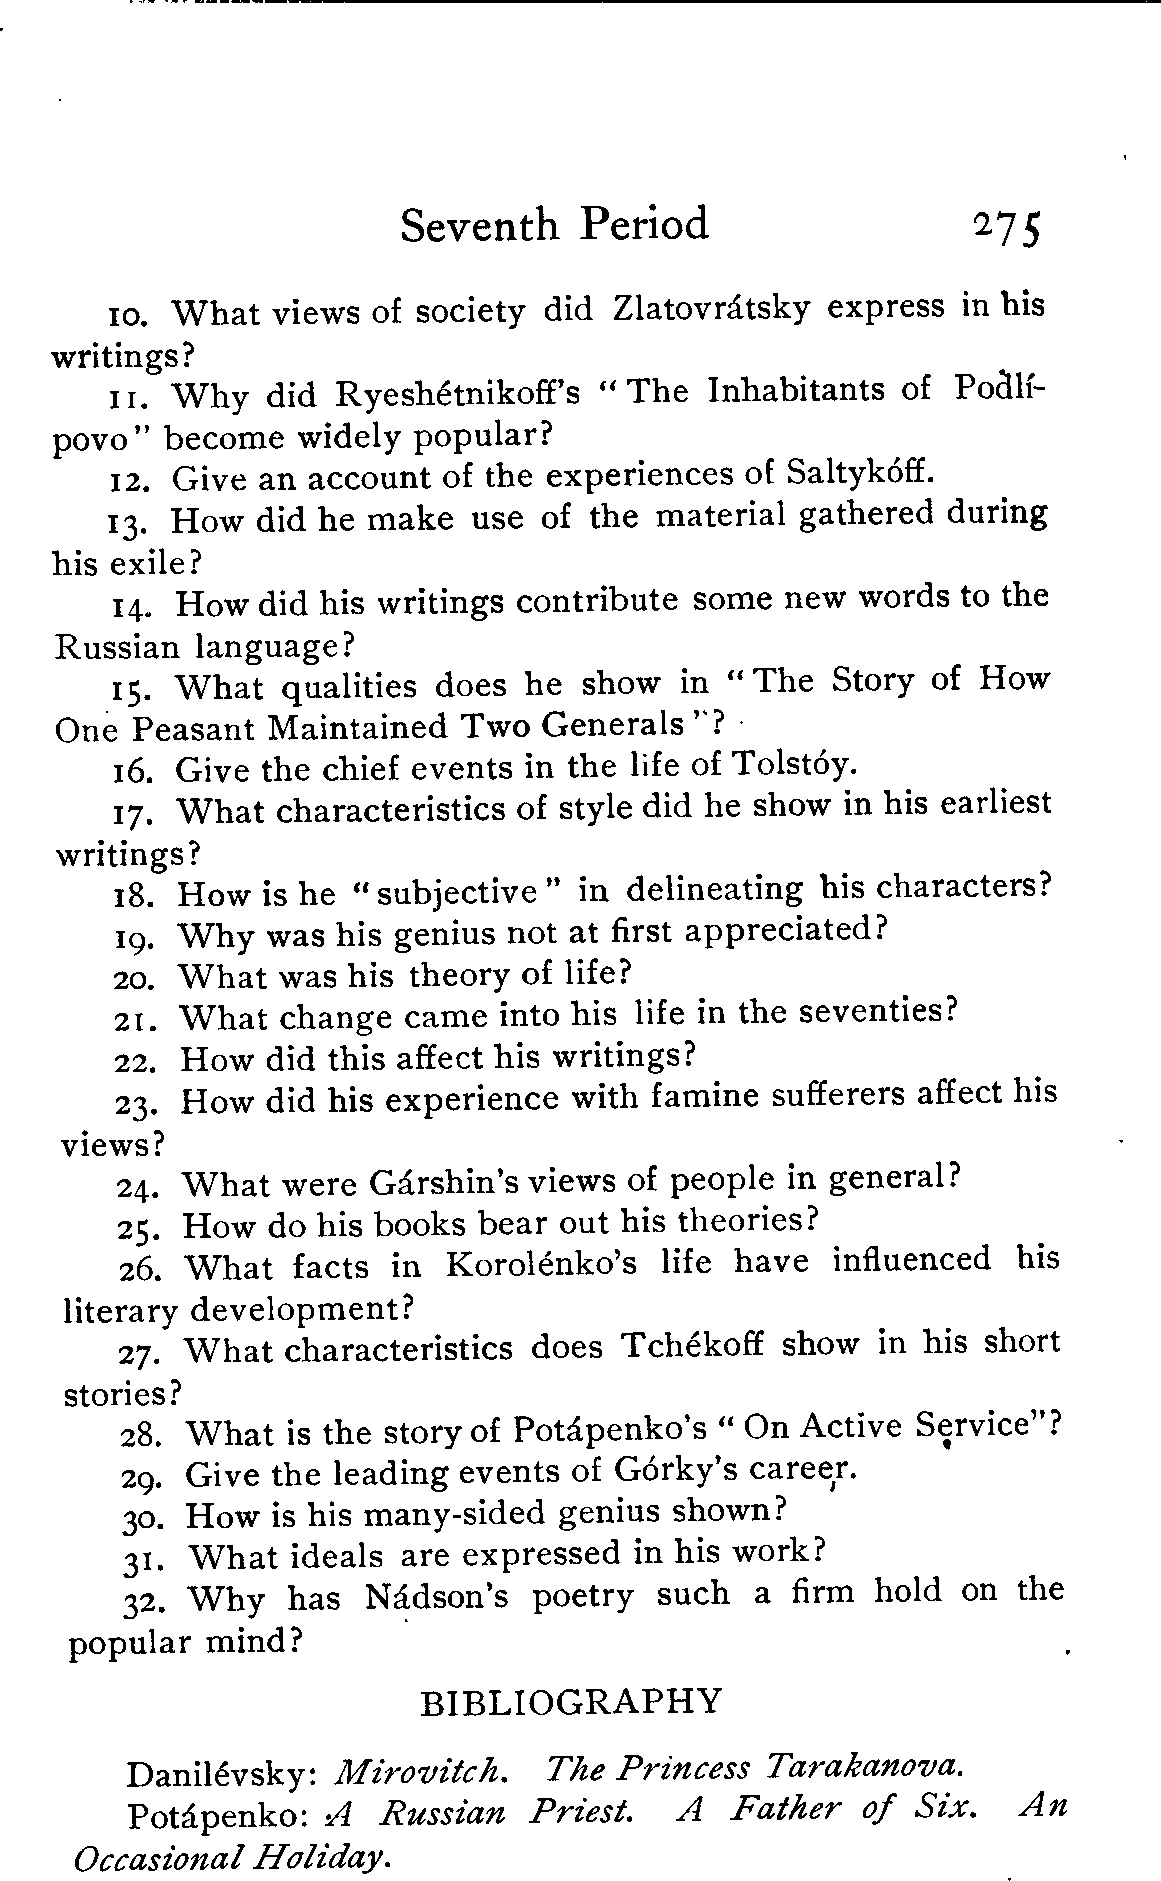 Seventh Period 275
10. What views of society did Zlatovrátsky express in his
writings?
11. Why did Ryeshétnikoff's "The Inhabitants of Podlí-
povo" become widely popular?
12. Give an account of the experiences of Saltykóff.
13. How did he make use of the material gathered during
his exile?
14. How did his writings contribute some new words to the
Russian language?
15. What qualities does he show in "The Story of How
One Peasant Maintained Two Generals"?
16. Give the chief events in the life of Tolstóy.
17. What characteristics of style did he show in his earliest
writings?
18. How is he "subjective" in delineating his characters?
19. Why was his genius not at first appreciated?
20. What was his theory of life?
21. What change came into his life in the seventies?
22. How did this affect his writings?
23. How did his experience with famine sufferers affect his
views?
24. What were Gárshin's views of people in general?
25. How do his books bear out his theories?
26. What facts in Korolénko's life have influenced his
literary development?
27. What characteristics does Tchékoff show in his short
stories?
28. What is the story of Potápenko's "On Active Service"?
29. Give the leading events of Górky's career.
30. How is his many-sided genius shown?
31. What ideals are expressed in his work?
32. Why has Nádson's poetry such a firm hold on the
popular mind?
BIBLIOGRAPHY
Danilévsky: Mirovitch. The Princess Tarakanova.
Potápenko: A Russian Priest. A Father of Six. An
Occasional Holiday.